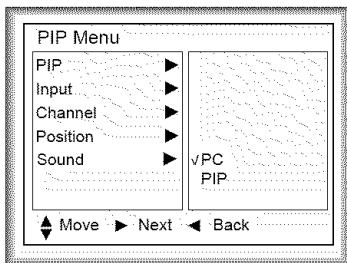 PIP Menu
PIP ▶
Input ▶
Channel ▶
Position ▶
Sound ▶ √PC
PIP
▲▼ Move ▶ Next ◀ Back